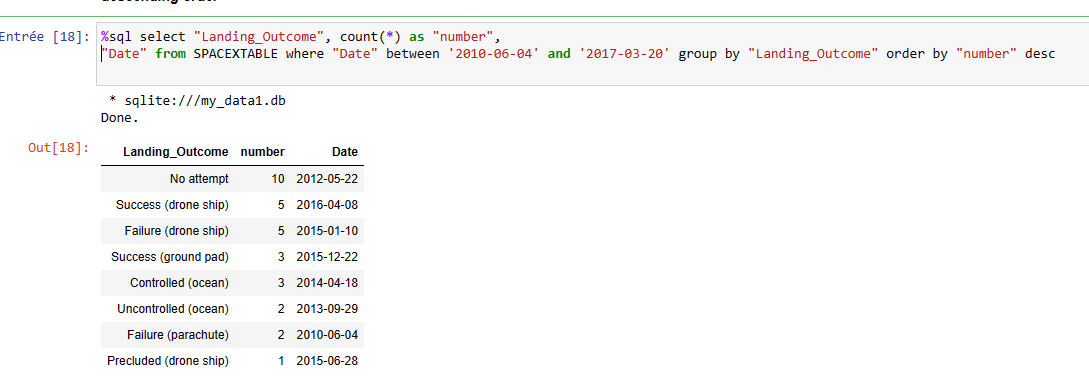 descending order
Entrée [18]: %sql select "Landing_Outcome", count(*) as "number",
"Date" from SPACEXTABLE where "Date" between '2010-06-04' and '2017-03-20' group by "Landing_Outcome" order by "number" desc
* sqlite:///my_data1.db
Done.
Out[18]:
Landing_Outcome number Date
No attempt 10 2012-05-22
Success (drone ship) 5 2016-04-08
Failure (drone ship) 5 2015-01-10
Success (ground pad) 3 2015-12-22
Controlled (ocean) 3 2014-04-18
Uncontrolled (ocean) 2 2013-09-29
Failure (parachute) 2 2010-06-04
Precluded (drone ship) 1 2015-06-28